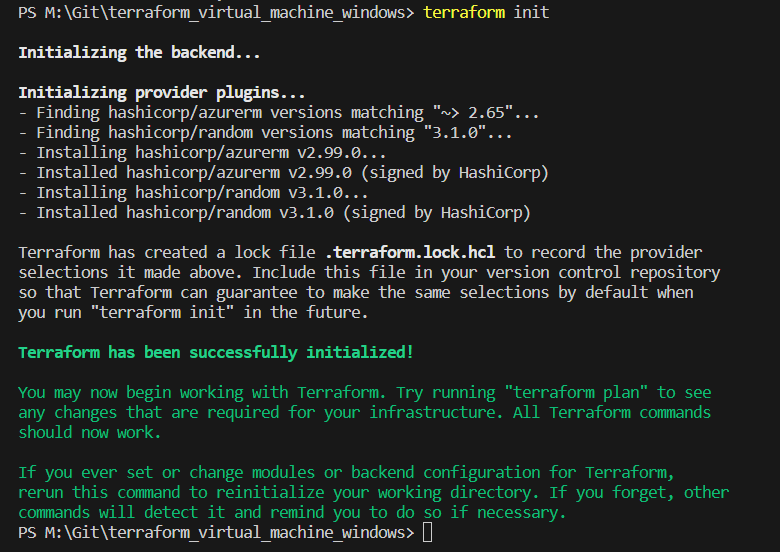 PS M:\Git\terraform_virtual_machine_windows> terraform init
Initializing the backend...
Initializing provider plugins...
- Finding hashicorp/azurerm versions matching "~> 2.65"...
- Finding hashicorp/random versions matching "3.1.0"...
- Installing hashicorp/azurerm v2.99.0...
- Installed hashicorp/azurerm v2.99.0 (signed by HashiCorp)
- Installing hashicorp/random v3.1.0...
- Installed hashicorp/random v3.1.0 (signed by HashiCorp)
Terraform has created a lock file .terraform.lock.hcl to record the provider
selections it made above. Include this file in your version control repository
so that Terraform can guarantee to make the same selections by default when
you run "terraform init" in the future.
Terraform has been successfully initialized!
You may now begin working with Terraform. Try running "terraform plan" to see
any changes that are required for your infrastructure. All Terraform commands
should now work.
If you ever set or change modules or backend configuration for Terraform,
rerun this command to reinitialize your working directory. If you forget, other
commands will detect it and remind you to do so if necessary.
PS M:\Git\terraform_virtual_machine_windows>